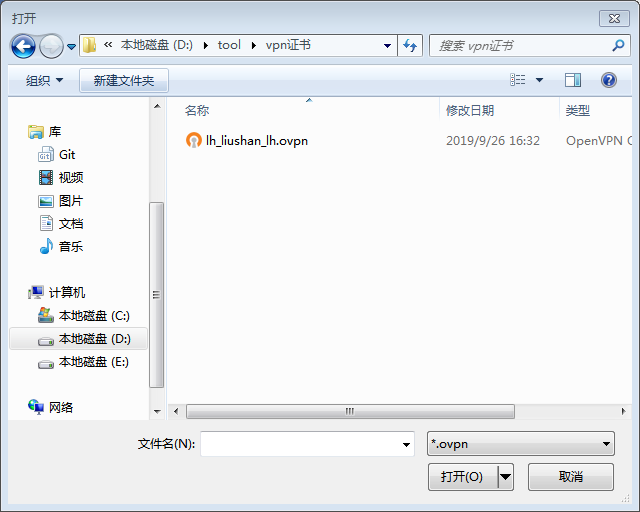 打开
« 本地磁盘 (D:) tool vpn证书
搜索 vpn证书
组织 新建文件夹
名称 修改日期 类型
lh_liushan_lh.ovpn 2019/9/26 16:32 OpenVPN
库
Git
视频
图片
文档
音乐
计算机
本地磁盘 (C:)
本地磁盘 (D:)
本地磁盘 (E:)
网络
文件名(N):
*.ovpn
打开(O) 取消